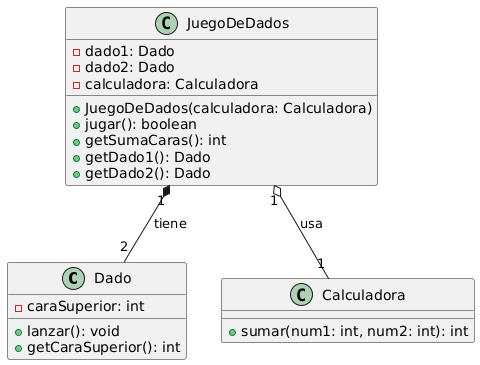 C JuegoDeDados
dado1: Dado
dado2: Dado
calculadora: Calculadora
JuegoDeDados(calculadora: Calculadora)
jugar(): boolean
getSumaCaras(): int
getDado1(): Dado
getDado2(): Dado
1
1
tiene
usa
2
1
C Dado
caraSuperior: int
lanzar(): void
getCaraSuperior(): int
C Calculadora
sumar(num1: int, num2: int): int